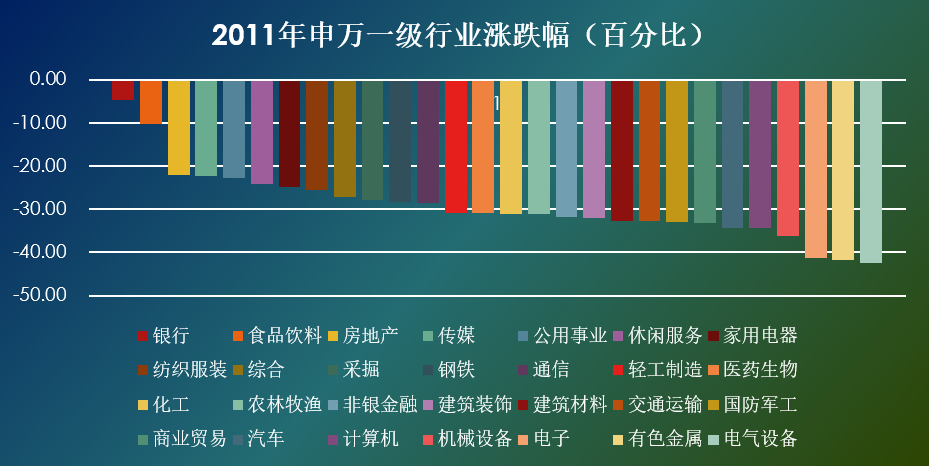 2011年申万一级行业涨跌幅（百分比）
0.00
1
-10.00
-20.00
-30.00
-40.00
-50.00
银行 食品饮料 房地产 传媒 公用事业 休闲服务 家用电器
纺织服装 综合 采掘 钢铁 通信 轻工制造 医药生物
化工 农林牧渔 非银金融 建筑装饰 建筑材料 交通运输 国防军工
商业贸易 汽车 计算机 机械设备 电子 有色金属 电气设备